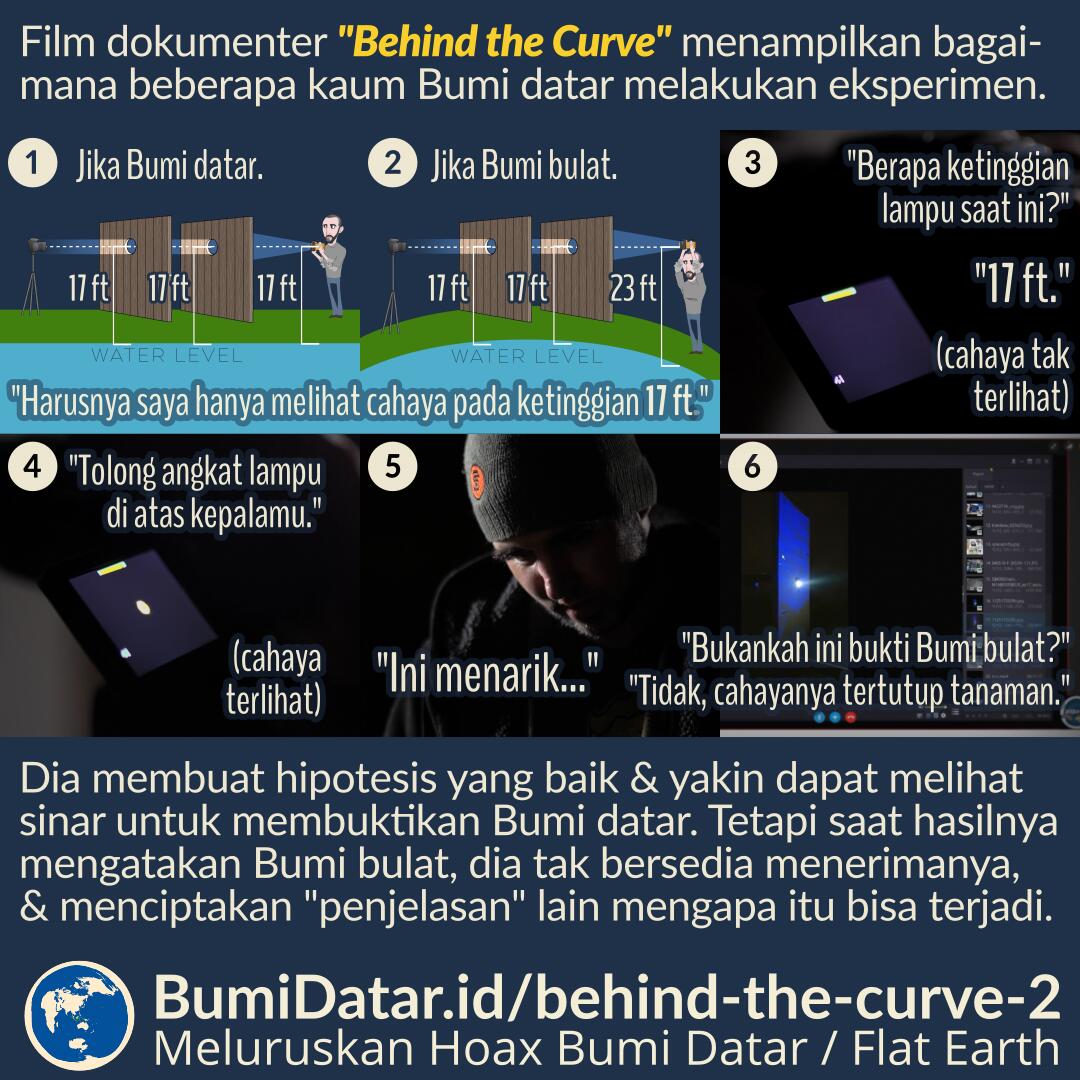 Film dokumenter "Behind the Curve" menampilkan bagai-
mana beberapa kaum Bumi datar melakukan eksperimen.
1 Jika Bumi datar.
17 ft 17 ft 17 ft
WATER LEVEL
2 Jika Bumi bulat.
17 ft 17 ft 23 ft
WATER LEVEL
"Harusnya saya hanya melihat cahaya pada ketinggian 17 ft."
3 "Berapa ketinggian
lampu saat ini?"
"17 ft."
(cahaya tak
terlihat)
4 "Tolong angkat lampu
di atas kepalamu."
(cahaya
terlihat)
5
"Ini menarik..."
6
"Bukankah ini bukti Bumi bulat?"
"Tidak, cahayanya tertutup tanaman."
Dia membuat hipotesis yang baik & yakin dapat melihat
sinar untuk membuktikan Bumi datar. Tetapi saat hasilnya
mengatakan Bumi bulat, dia tak bersedia menerimanya,
& menciptakan "penjelasan" lain mengapa itu bisa terjadi.
BumiDatar.id/behind-the-curve-2
Meluruskan Hoax Bumi Datar / Flat Earth